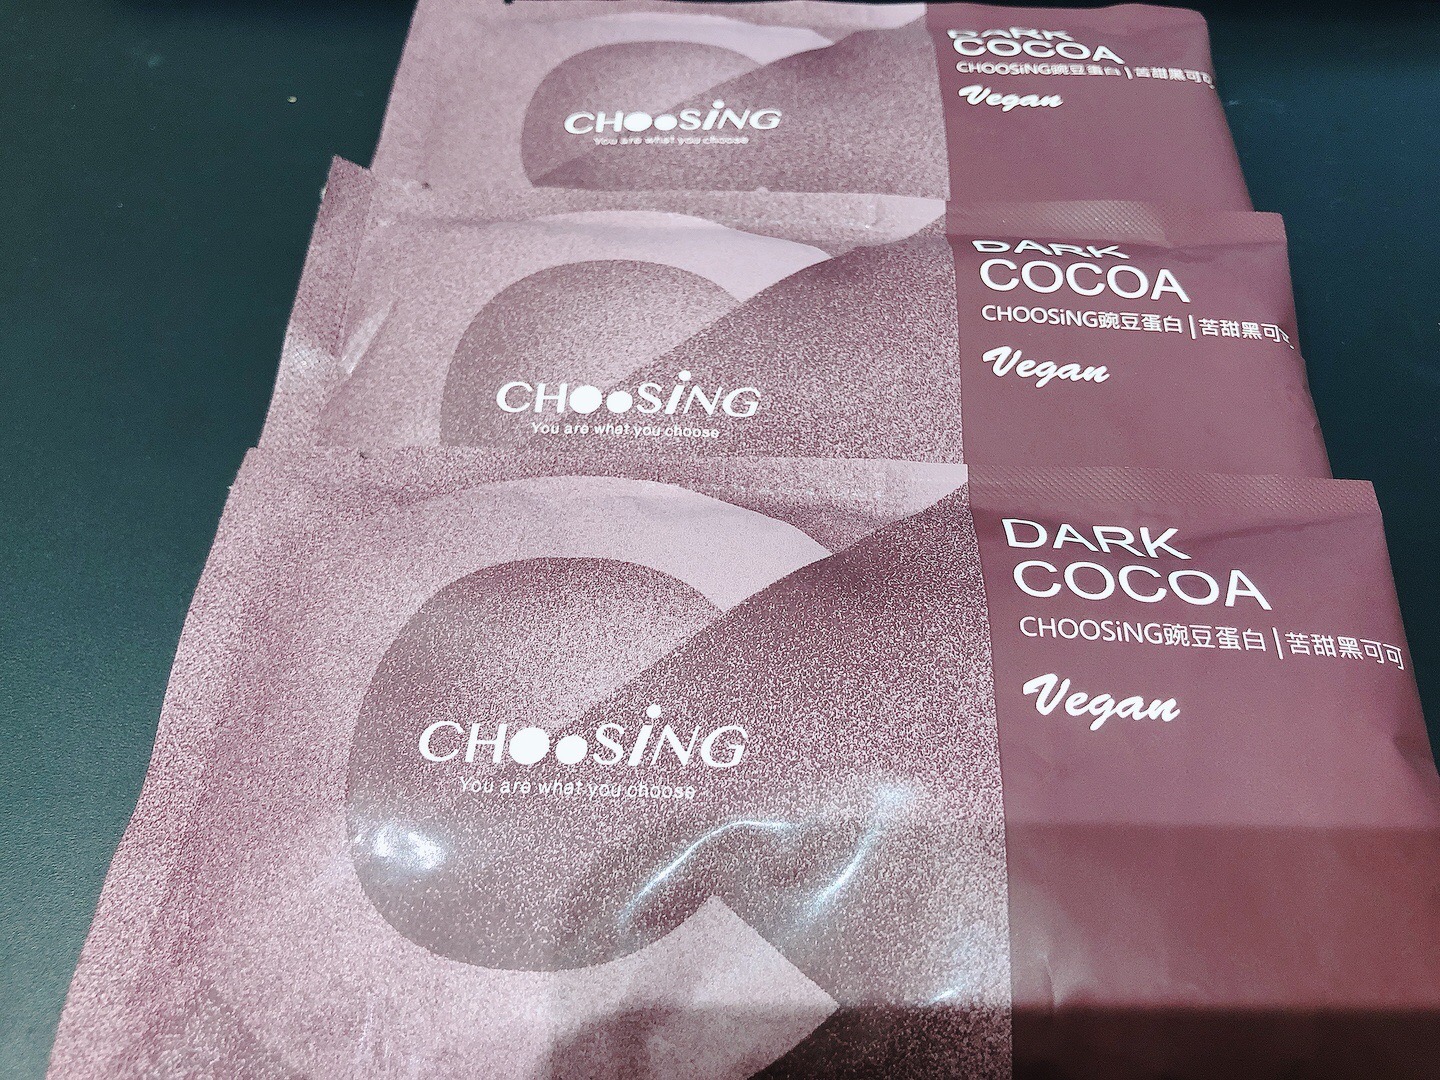 DARK
COCOA
CHOOSiNG豌豆蛋白|苦甜黑可可
Vegan
CHOOSiNG
You are what you choose
DARK
COCOA
CHOOSiNG豌豆蛋白|苦甜黑可可
Vegan
CHOOSiNG
You are what you choose
DARK
COCOA
CHOOSiNG豌豆蛋白|苦甜黑可可
Vegan
CHOOSiNG
You are what you choose